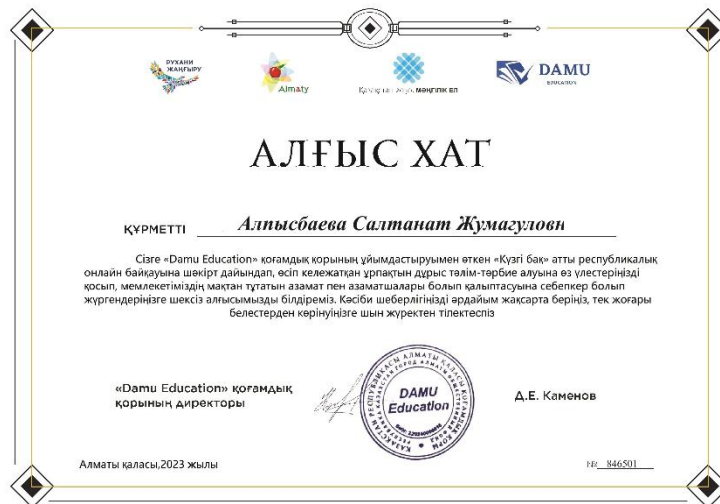 РУХАНИ
ЖАҢҒЫРУ
Almaty
МӘҢГІЛІК ЕЛ
DAMU
EDUCATION
АЛҒЫС ХАТ
ҚҰРМЕТТІ Алпысбаева Салтанат Жумагуловн
Сізге «Damu Education» қоғамдық қорының ұйымдастыруымен өткен «Күзгі бақ» атты республикалық
онлайн байқауына шәкірт дайындап, өсіп кележатқан ұрпақтын дұрыс тәлім-тәрбие алуына өз үлестеріңізді
қосып, мемлекетіміздің мақтан тұтатын азамат пен азаматшалары болып қалыптасуына себепкер болып
жүргендеріңізге шексіз алғысымызды білдіреміз. Кәсіби шеберлігіңізді әрдайым жақсарта беріңіз, тек жоғары
белестерден көрінуіңізге шын жүректен тілектеспіз
«Damu Education» қоғамдық
қорының директоры
DAMU
Education
Д.Е. Каменов
Алматы қаласы,2023 жылы
№ 846501